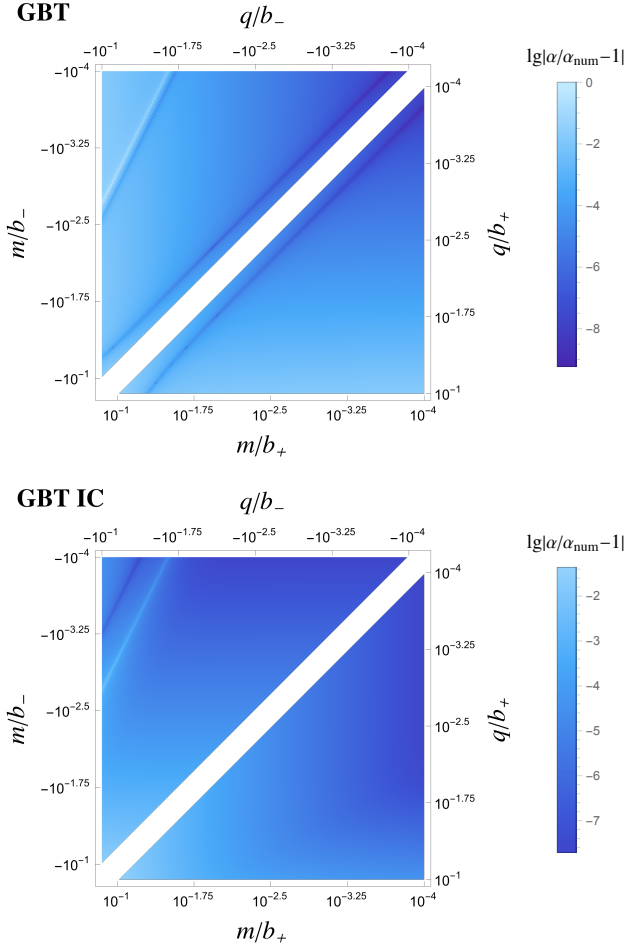 GBT
q/b₋
−10⁻¹ −10⁻¹·⁷⁵ −10⁻²·⁵ −10⁻³·²⁵ −10⁻⁴
lg|α/αnum−1|
−10⁻⁴
−10⁻³·²⁵
−10⁻²·⁵
−10⁻¹·⁷⁵
−10⁻¹
m/b₋
10⁻⁴
10⁻³·²⁵
10⁻²·⁵
10⁻¹·⁷⁵
10⁻¹
q/b₊
0
−2
−4
−6
−8
10⁻¹ 10⁻¹·⁷⁵ 10⁻²·⁵ 10⁻³·²⁵ 10⁻⁴
m/b₊
GBT IC
q/b₋
−10⁻¹ −10⁻¹·⁷⁵ −10⁻²·⁵ −10⁻³·²⁵ −10⁻⁴
lg|α/αnum−1|
−10⁻⁴
−10⁻³·²⁵
−10⁻²·⁵
−10⁻¹·⁷⁵
−10⁻¹
m/b₋
10⁻⁴
10⁻³·²⁵
10⁻²·⁵
10⁻¹·⁷⁵
10⁻¹
q/b₊
−2
−3
−4
−5
−6
−7
10⁻¹ 10⁻¹·⁷⁵ 10⁻²·⁵ 10⁻³·²⁵ 10⁻⁴
m/b₊